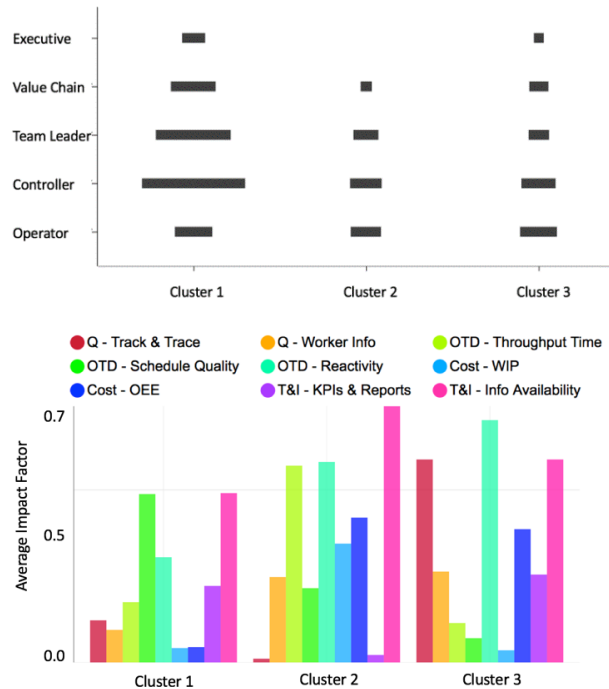 Executive
Value Chain
Team Leader
Controller
Operator
Cluster 1 Cluster 2 Cluster 3
Q - Track & Trace Q - Worker Info OTD - Throughput Time
OTD - Schedule Quality OTD - Reactivity Cost - WIP
Cost - OEE T&I - KPIs & Reports T&I - Info Availability
0.7
0.5
0.0
Average Impact Factor
Cluster 1 Cluster 2 Cluster 3